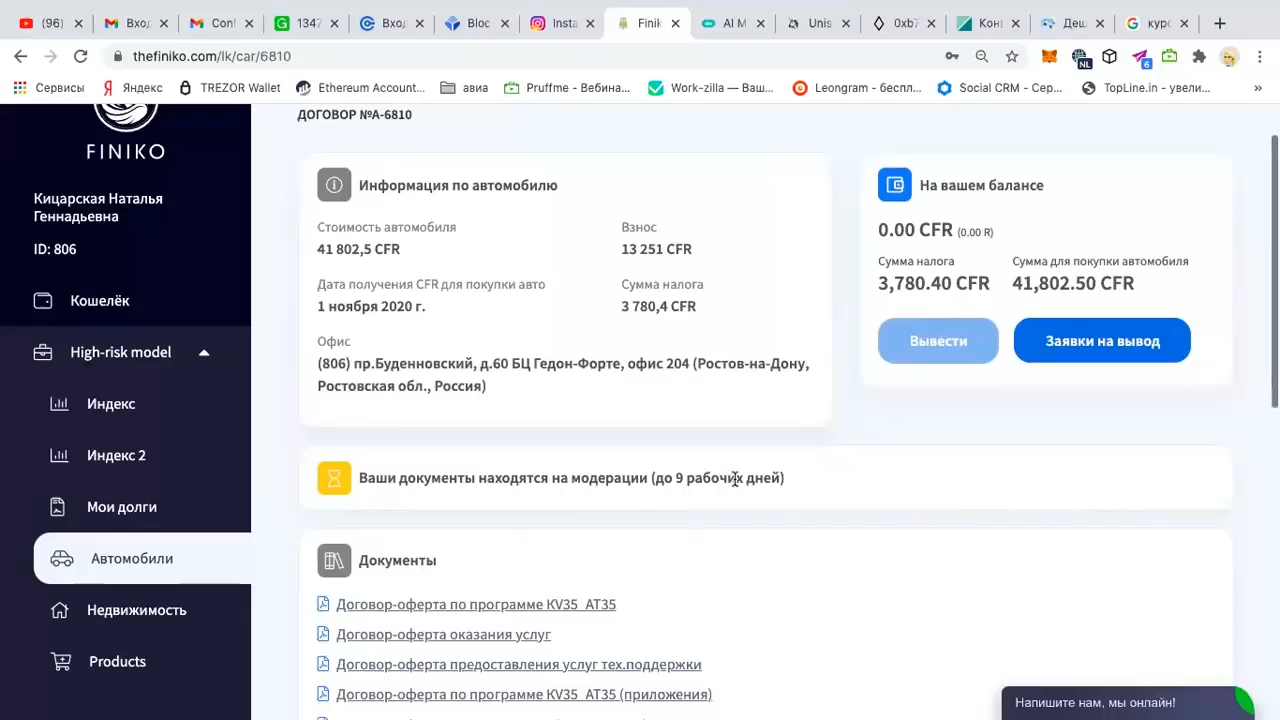 (96)
Вход
Conf
1347
Вход
Bloc
Insta
Finik
AI M
Unis
0xb7
Кон
Деш
курс
thefiniko.com/lk/car/6810
NL
6
Сервисы
Яндекс
TREZOR Wallet
Ethereum Account...
авиа
Pruffme - Вебина...
Work-zilla — Ваш...
Leongram - беспл...
Social CRM - Сер...
TopLine.in - увели...
FINIKO
Кицарская Наталья
Геннадьевна
ID: 806
Кошелёк
High-risk model
Индекс
Индекс 2
Мои долги
Автомобили
Недвижимость
Products
ДОГОВОР №А-6810
Информация по автомобилю
Стоимость автомобиля
41 802,5 CFR
Взнос
13 251 CFR
Дата получения CFR для покупки авто
1 ноября 2020 г.
Сумма налога
3 780,4 CFR
Офис
(806) пр.Буденновский, д.60 БЦ Гедон-Форте, офис 204 (Ростов-на-Дону,
Ростовская обл., Россия)
На вашем балансе
0.00 CFR (0.00 R)
Сумма налога
3,780.40 CFR
Сумма для покупки автомобиля
41,802.50 CFR
Вывести
Заявки на вывод
Ваши документы находятся на модерации (до 9 рабочих дней)
Документы
Договор-оферта по программе KV35_AT35
Договор-оферта оказания услуг
Договор-оферта предоставления услуг тех.поддержки
Договор-оферта по программе KV35_AT35 (приложения)
Напишите нам, мы онлайн!